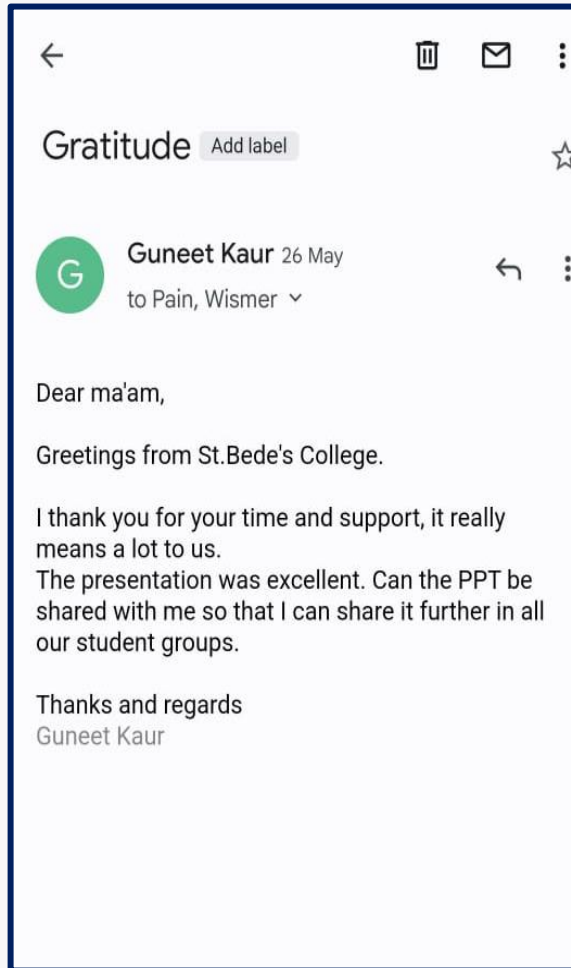 Gratitude Add label
G
Guneet Kaur 26 May
to Pain, Wismer
Dear ma'am,
Greetings from St.Bede's College.
I thank you for your time and support, it really
means a lot to us.
The presentation was excellent. Can the PPT be
shared with me so that I can share it further in all
our student groups.
Thanks and regards
Guneet Kaur